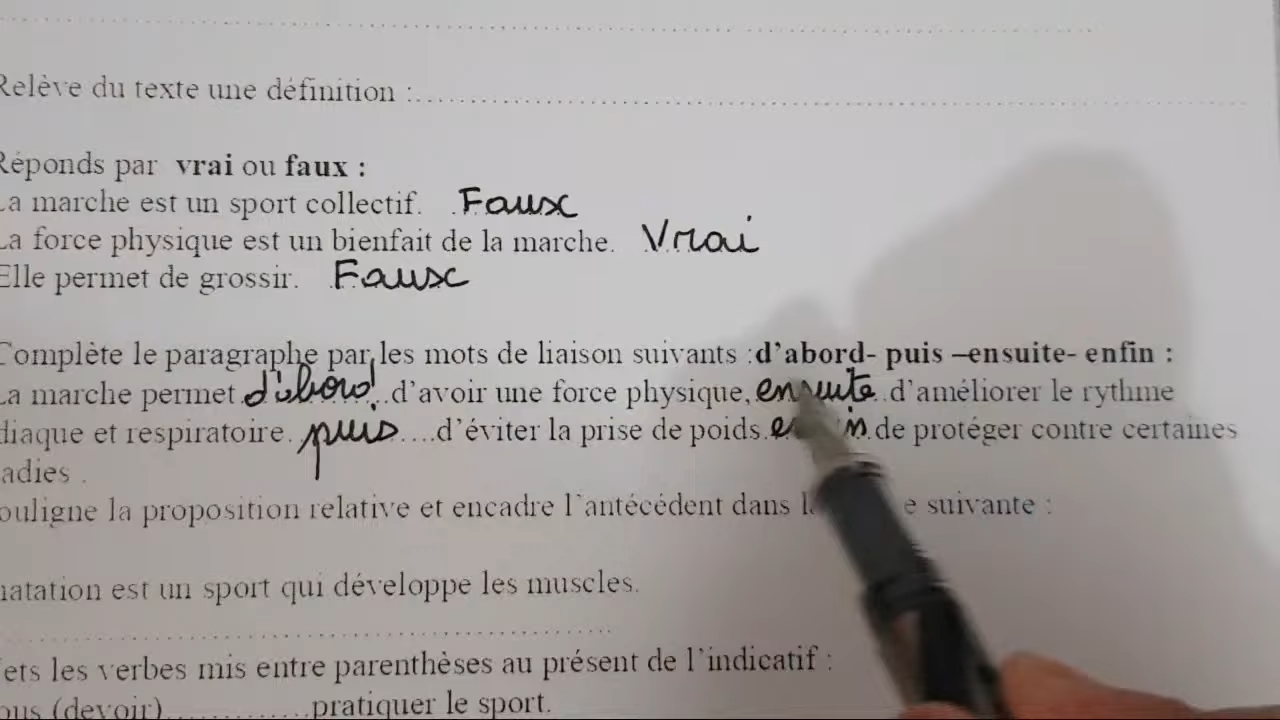 Relève du texte une définition :
Réponds par vrai ou faux :
La marche est un sport collectif. Faux
La force physique est un bienfait de la marche. Vrai
Elle permet de grossir. Faux
Complète le paragraphe par les mots de liaison suivants :d'abord- puis –ensuite- enfin :
La marche permet d'abord d'avoir une force physique, ensuite d'améliorer le rythme
diaque et respiratoire. puis d'éviter la prise de poids. de protéger contre certaines
adies .
ouligne la proposition relative et encadre l'antécédent dans suivante :
natation est un sport qui développe les muscles.
ets les verbes mis entre parenthèses au présent de l'indicatif :
ous (devoir) pratiquer le sport.